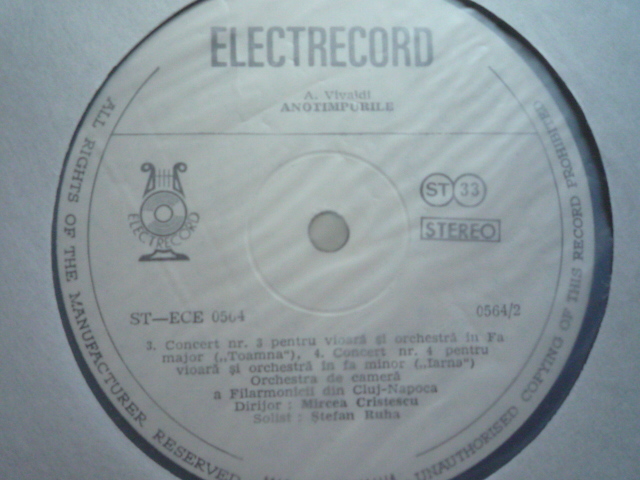 ELECTRECORD
A. Vivaldi
ANOTIMPURILE
ELECTRECORD
ST 33
STEREO
ST—ECE 0564
0564/2
3. Concert nr. 3 pentru vioară și orchestră în Fa
major („Toamna"), 4. Concert nr. 4 pentru
vioară și orchestră în fa minor („Iarna")
Orchestra de cameră
a Filarmonicii din Cluj-Napoca
Dirijor : Mircea Cristescu
Solist : Ștefan Ruha
ALL RIGHTS OF THE MANUFACTURER RESERVED
UNAUTHORISED COPYING OF THIS RECORD PROHIBITED